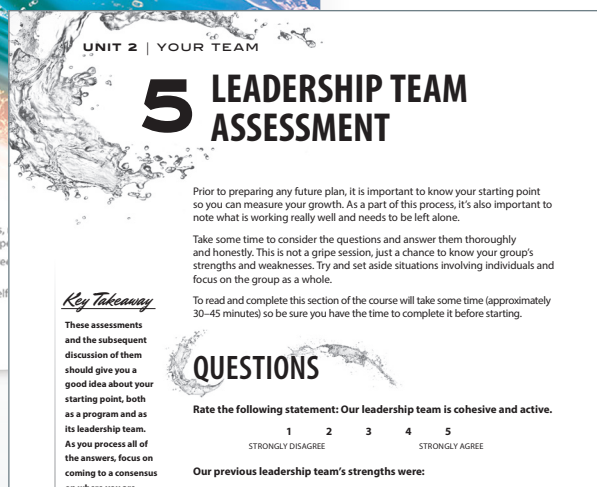 UNIT 2 | YOUR TEAM
5 LEADERSHIP TEAM
ASSESSMENT
Prior to preparing any future plan, it is important to know your starting point
so you can measure your growth. As a part of this process, it's also important to
note what is working really well and needs to be left alone.
Take some time to consider the questions and answer them thoroughly
and honestly. This is not a gripe session, just a chance to know your group's
strengths and weaknesses. Try and set aside situations involving individuals and
focus on the group as a whole.
To read and complete this section of the course will take some time (approximately
30–45 minutes) so be sure you have the time to complete it before starting.
Key Takeaway
These assessments
and the subsequent
discussion of them
should give you a
good idea about your
starting point, both
as a program and as
its leadership team.
As you process all of
the answers, focus on
coming to a consensus
QUESTIONS
Rate the following statement: Our leadership team is cohesive and active.
1 2 3 4 5
STRONGLY DISAGREE STRONGLY AGREE
Our previous leadership team's strengths were: